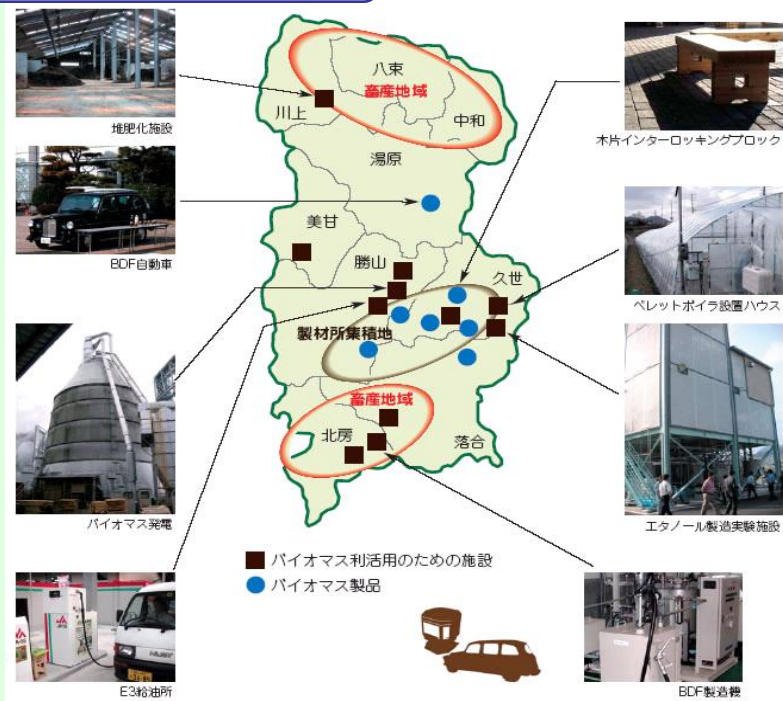 八束
畜産地域
川上
中和
堆肥化施設
木片インターロッキングブロック
湯原
美甘
BDF自動車
勝山
久世
ペレットボイラ設置ハウス
製材所集積地
畜産地域
北房
落合
バイオマス発電
エタノール製造実験施設
バイオマス利活用のための施設
バイオマス製品
E3給油所
BDF製造機